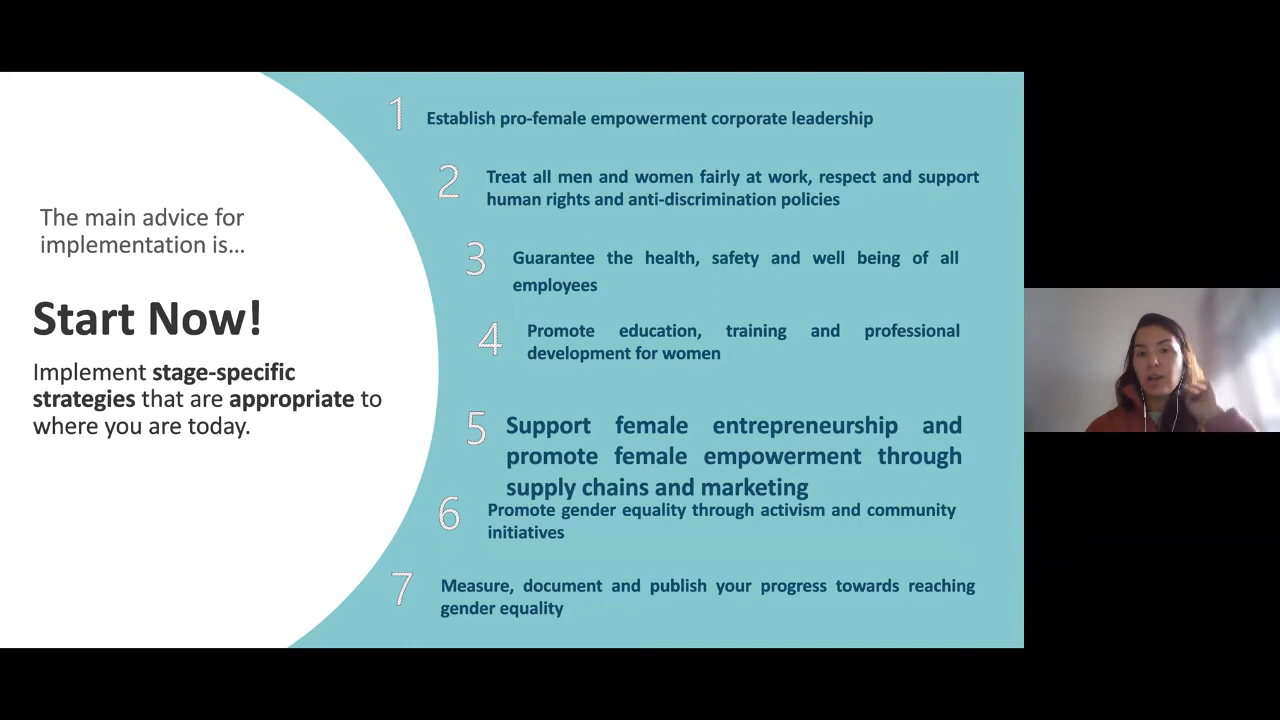 The main advice for
implementation is...
Start Now!
Implement stage-specific
strategies that are appropriate to
where you are today.
1
Establish pro-female empowerment corporate leadership
2
Treat all men and women fairly at work, respect and support
human rights and anti-discrimination policies
3
Guarantee the health, safety and well being of all
employees
4
Promote education, training and professional
development for women
5
Support female entrepreneurship and
promote female empowerment through
supply chains and marketing
6
Promote gender equality through activism and community
initiatives
7
Measure, document and publish your progress towards reaching
gender equality